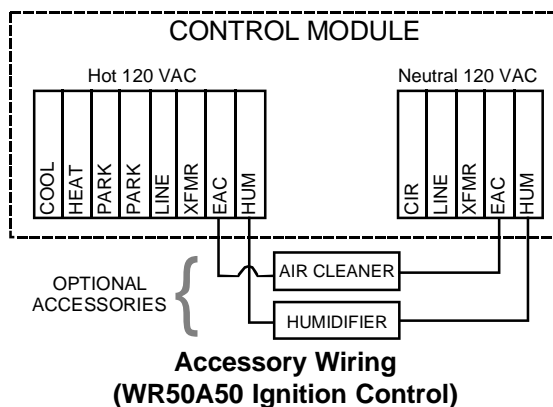 CONTROL MODULE
Hot 120 VAC
Neutral 120 VAC
COOL
HEAT
PARK
PARK
LINE
XFMR
EAC
HUM
CIR
LINE
XFMR
EAC
HUM
OPTIONAL
ACCESSORIES
AIR CLEANER
HUMIDIFIER
Accessory Wiring
(WR50A50 Ignition Control)